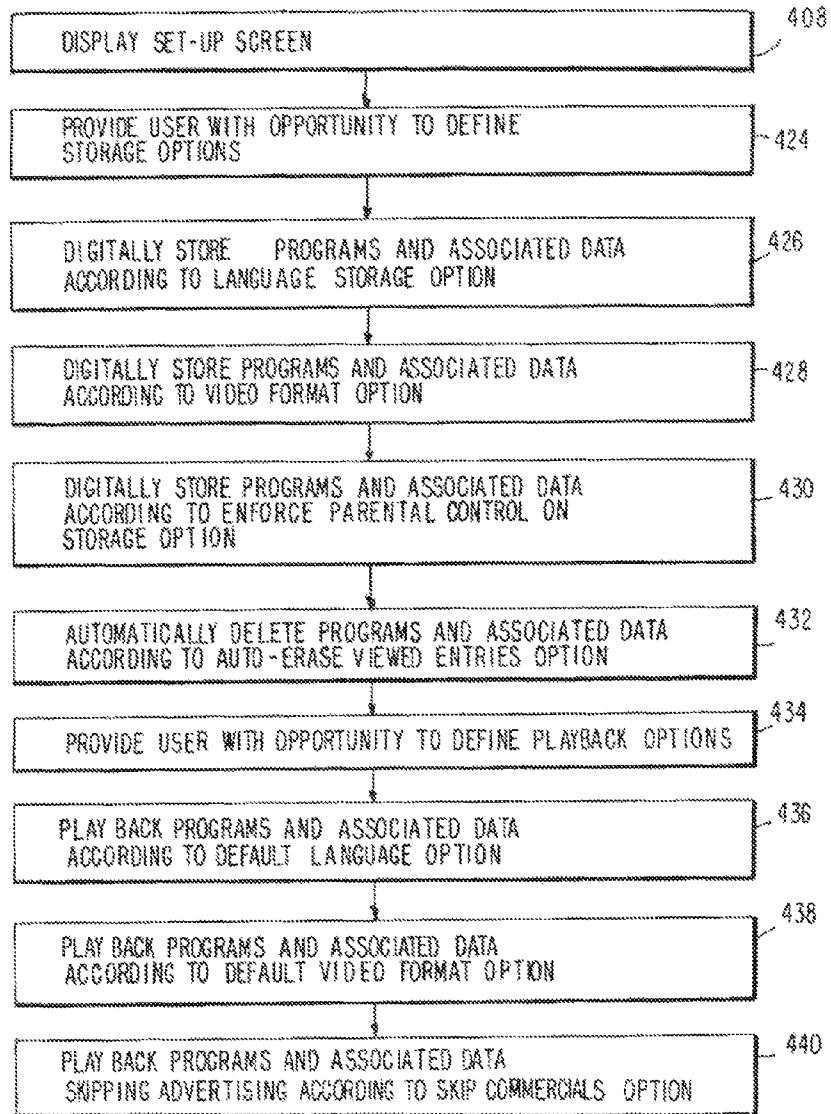 DISPLAY SET-UP SCREEN
408
PROVIDE USER WITH OPPORTUNITY TO DEFINE
STORAGE OPTIONS
424
DIGITALLY STORE PROGRAMS AND ASSOCIATED DATA
ACCORDING TO LANGUAGE STORAGE OPTION
426
DIGITALLY STORE PROGRAMS AND ASSOCIATED DATA
ACCORDING TO VIDEO FORMAT OPTION
428
DIGITALLY STORE PROGRAMS AND ASSOCIATED DATA
ACCORDING TO ENFORCE PARENTAL CONTROL ON
STORAGE OPTION
430
AUTOMATICALLY DELETE PROGRAMS AND ASSOCIATED DATA
ACCORDING TO AUTO-ERASE VIEWED ENTRIES OPTION
432
PROVIDE USER WITH OPPORTUNITY TO DEFINE PLAYBACK OPTIONS
434
PLAY BACK PROGRAMS AND ASSOCIATED DATA
ACCORDING TO DEFAULT LANGUAGE OPTION
436
PLAY BACK PROGRAMS AND ASSOCIATED DATA
ACCORDING TO DEFAULT VIDEO FORMAT OPTION
438
PLAY BACK PROGRAMS AND ASSOCIATED DATA
SKIPPING ADVERTISING ACCORDING TO SKIP COMMERCIALS OPTION
440